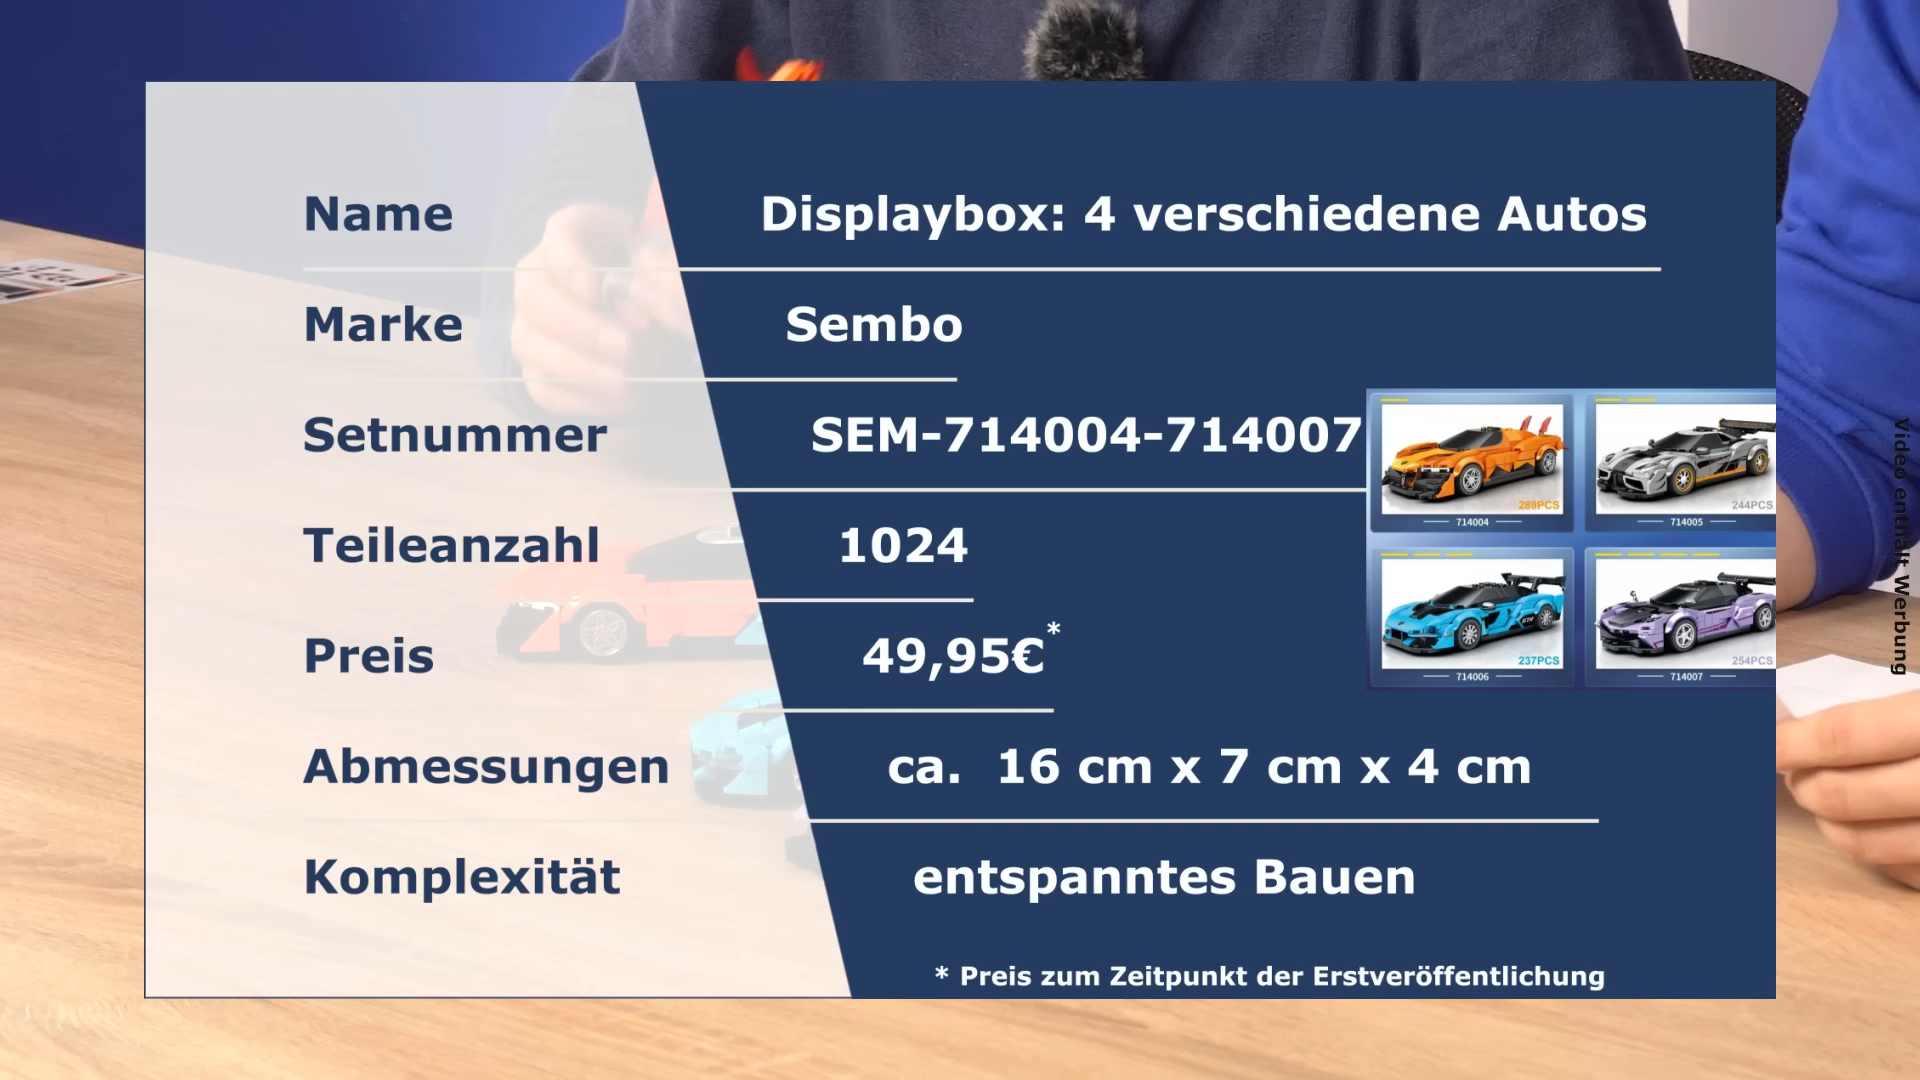 Name Displaybox: 4 verschiedene Autos
Marke Sembo
Setnummer SEM-714004-714007
Teileanzahl 1024
Preis 49,95€*
Abmessungen ca. 16 cm x 7 cm x 4 cm
Komplexität entspanntes Bauen
* Preis zum Zeitpunkt der Erstveröffentlichung
289PCS
714004
244PCS
714005
237PCS
714006
254PCS
714007
Video enthält Werbung